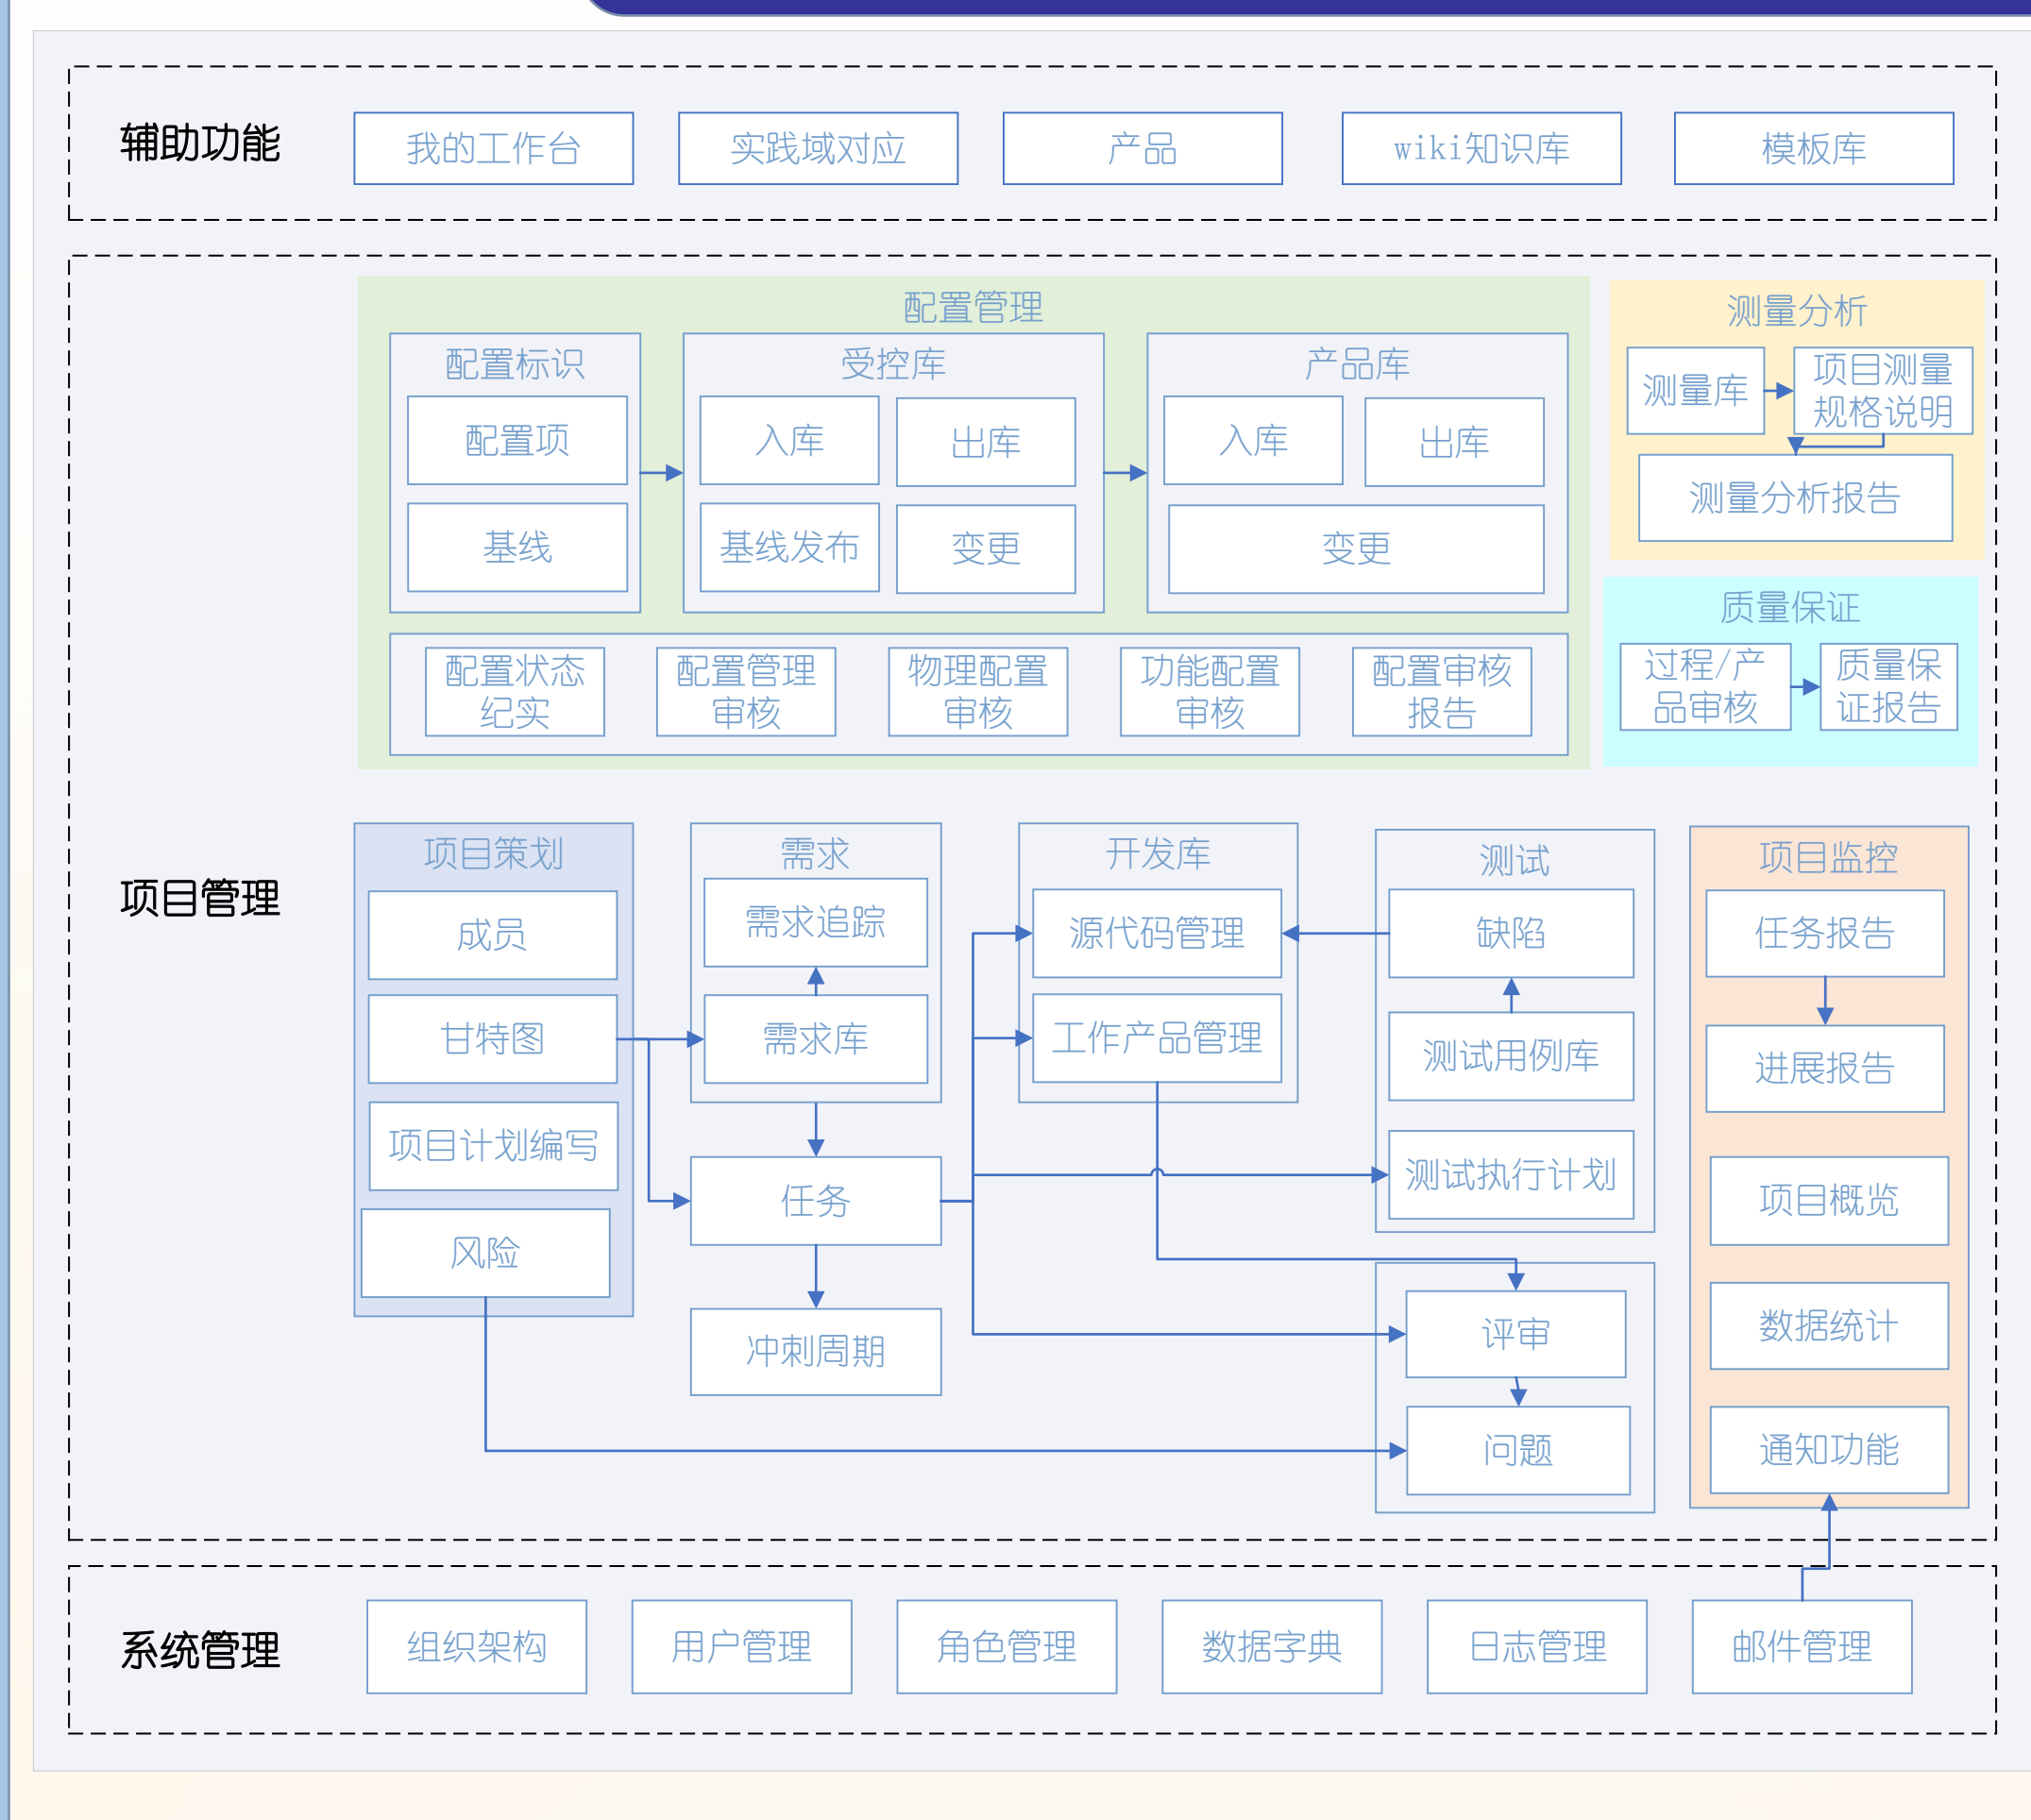 辅助功能
我的工作台
实践域对应
产品
wiki知识库
模板库
项目管理
配置管理
配置标识
配置项
基线
受控库
入库
出库
基线发布
变更
产品库
入库
出库
变更
配置状态
纪实
配置管理
审核
物理配置
审核
功能配置
审核
配置审核
报告
测量分析
测量库
项目测量
规格说明
测量分析报告
质量保证
过程/产
品审核
质量保
证报告
项目策划
成员
甘特图
项目计划编写
风险
需求
需求追踪
需求库
任务
冲刺周期
开发库
源代码管理
工作产品管理
测试
缺陷
测试用例库
测试执行计划
评审
问题
项目监控
任务报告
进展报告
项目概览
数据统计
通知功能
系统管理
组织架构
用户管理
角色管理
数据字典
日志管理
邮件管理